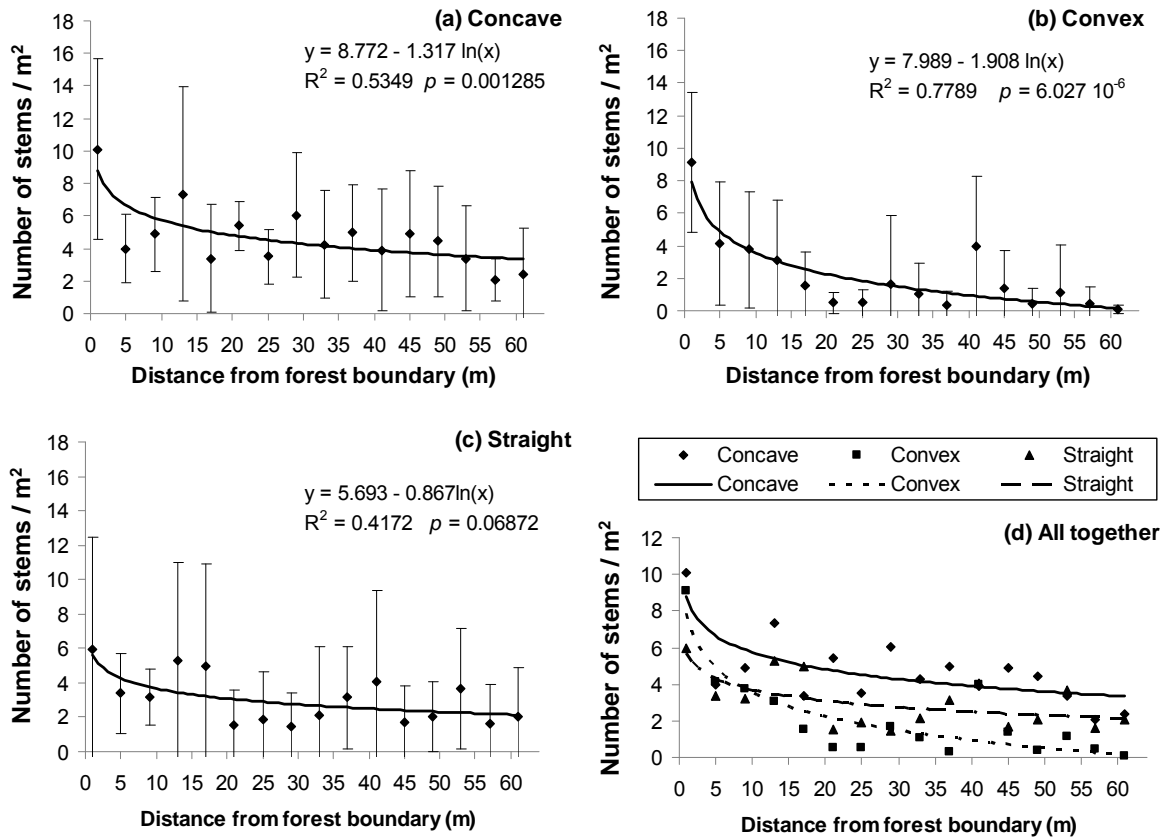 (a) Concave
y = 8.772 - 1.317 ln(x)
R² = 0.5349 p = 0.001285
Number of stems / m²
18
16
14
12
10
8
6
4
2
0
0 5 10 15 20 25 30 35 40 45 50 55 60
Distance from forest boundary (m)
(b) Convex
y = 7.989 - 1.908 ln(x)
R² = 0.7789 p = 6.027 10⁻⁶
Number of stems / m²
18
16
14
12
10
8
6
4
2
0
0 5 10 15 20 25 30 35 40 45 50 55 60
Distance from forest boundary (m)
(c) Straight
y = 5.693 - 0.867ln(x)
R² = 0.4172 p = 0.06872
Number of stems / m²
18
16
14
12
10
8
6
4
2
0
0 5 10 15 20 25 30 35 40 45 50 55 60
Distance from forest boundary (m)
Concave Convex Straight
Concave Convex Straight
(d) All together
Number of stems / m²
12
10
8
6
4
2
0
0 5 10 15 20 25 30 35 40 45 50 55 60
Distance from forest boundary (m)